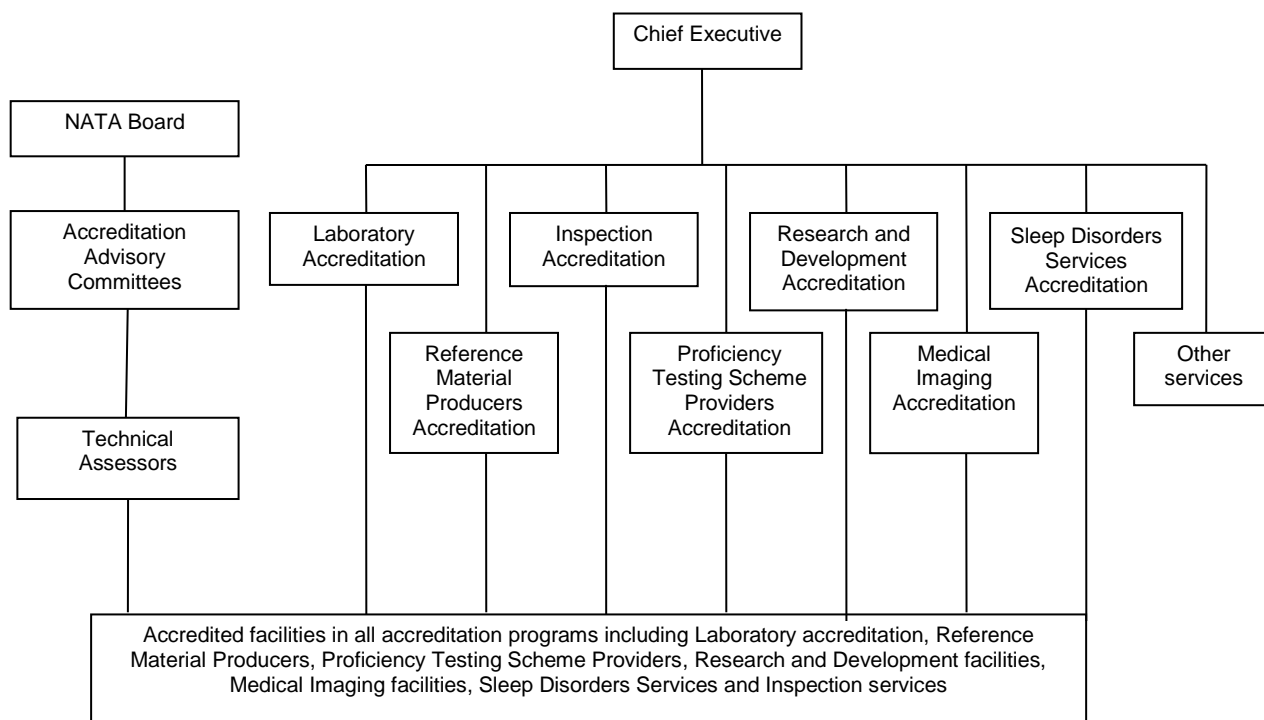 Chief Executive
NATA Board
Accreditation
Advisory
Committees
Laboratory
Accreditation
Inspection
Accreditation
Research and
Development
Accreditation
Sleep Disorders
Services
Accreditation
Reference
Material
Producers
Accreditation
Proficiency
Testing Scheme
Providers
Accreditation
Medical
Imaging
Accreditation
Other
services
Technical
Assessors
Accredited facilities in all accreditation programs including Laboratory accreditation, Reference
Material Producers, Proficiency Testing Scheme Providers, Research and Development facilities,
Medical Imaging facilities, Sleep Disorders Services and Inspection services